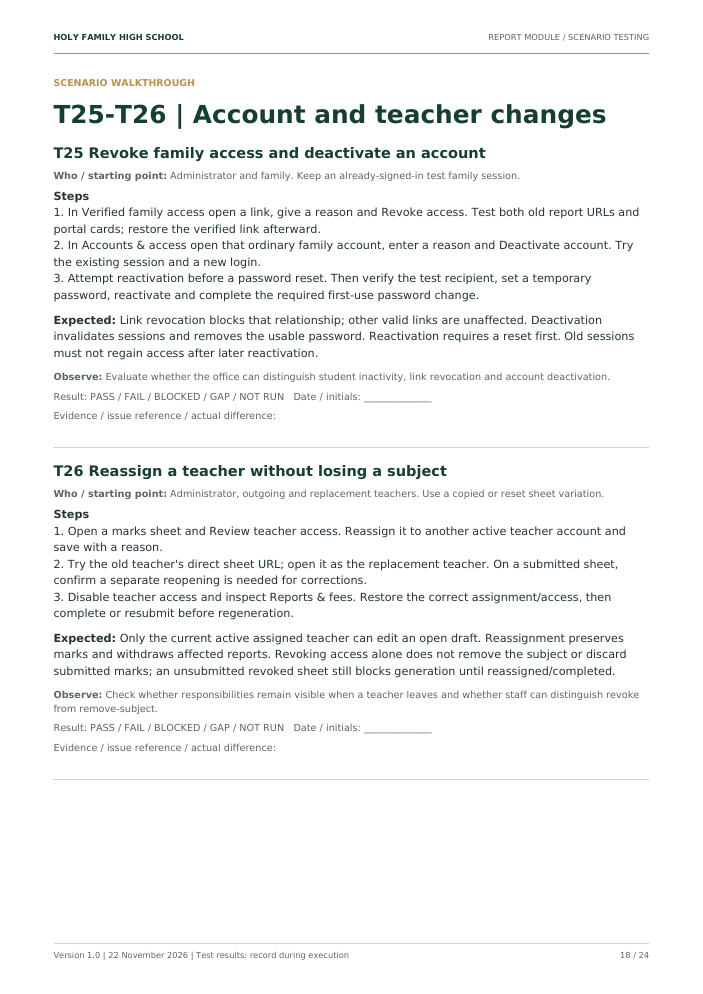 HOLY FAMILY HIGH SCHOOL
REPORT MODULE / SCENARIO TESTING
SCENARIO WALKTHROUGH
T25-T26 | Account and teacher changes
T25 Revoke family access and deactivate an account
Who / starting point: Administrator and family. Keep an already-signed-in test family session.
Steps
1. In Verified family access open a link, give a reason and Revoke access. Test both old report URLs and
portal cards; restore the verified link afterward.
2. In Accounts & access open that ordinary family account, enter a reason and Deactivate account. Try
the existing session and a new login.
3. Attempt reactivation before a password reset. Then verify the test recipient, set a temporary
password, reactivate and complete the required first-use password change.
Expected: Link revocation blocks that relationship; other valid links are unaffected. Deactivation
invalidates sessions and removes the usable password. Reactivation requires a reset first. Old sessions
must not regain access after later reactivation.
Observe: Evaluate whether the office can distinguish student inactivity, link revocation and account deactivation.
Result: PASS / FAIL / BLOCKED / GAP / NOT RUN   Date / initials: ______________
Evidence / issue reference / actual difference:
T26 Reassign a teacher without losing a subject
Who / starting point: Administrator, outgoing and replacement teachers. Use a copied or reset sheet variation.
Steps
1. Open a marks sheet and Review teacher access. Reassign it to another active teacher account and
save with a reason.
2. Try the old teacher's direct sheet URL; open it as the replacement teacher. On a submitted sheet,
confirm a separate reopening is needed for corrections.
3. Disable teacher access and inspect Reports & fees. Restore the correct assignment/access, then
complete or resubmit before regeneration.
Expected: Only the current active assigned teacher can edit an open draft. Reassignment preserves
marks and withdraws affected reports. Revoking access alone does not remove the subject or discard
submitted marks; an unsubmitted revoked sheet still blocks generation until reassigned/completed.
Observe: Check whether responsibilities remain visible when a teacher leaves and whether staff can distinguish revoke
from remove-subject.
Result: PASS / FAIL / BLOCKED / GAP / NOT RUN   Date / initials: ______________
Evidence / issue reference / actual difference:
Version 1.0 | 22 November 2026 | Test results: record during execution
18 / 24